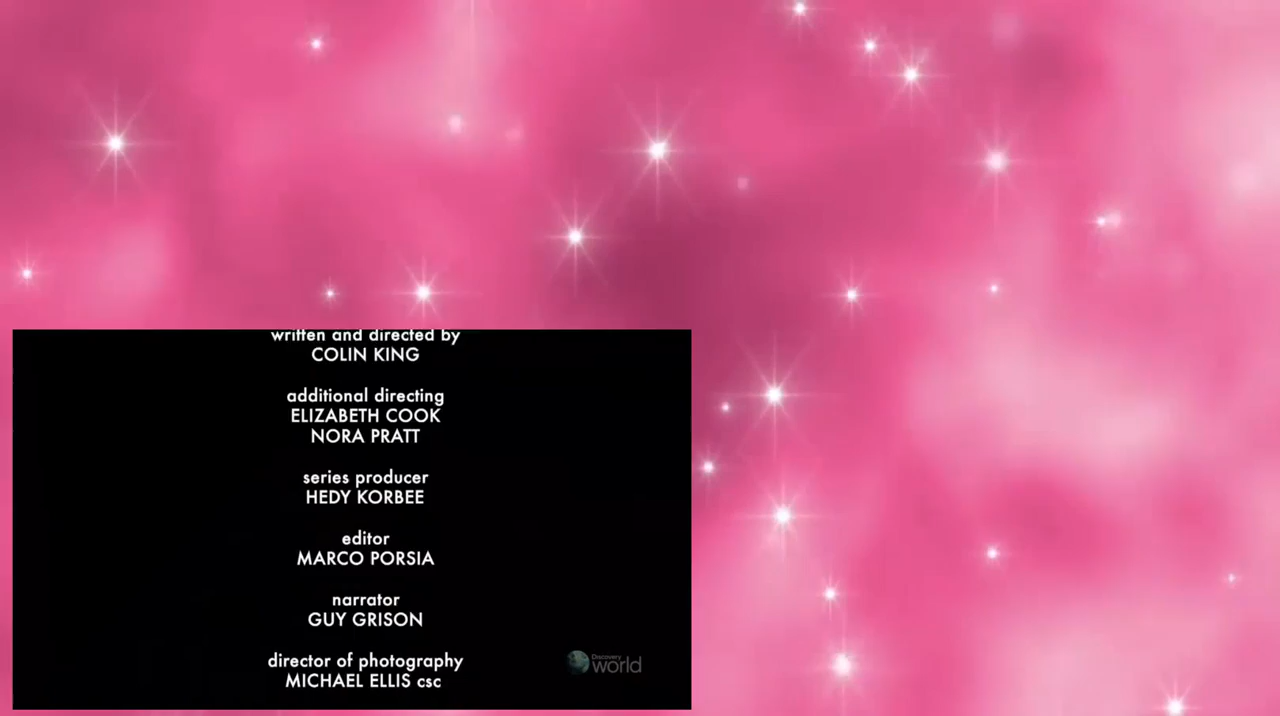 written and directed by
COLIN KING
additional directing
ELIZABETH COOK
NORA PRATT
series producer
HEDY KORBEE
editor
MARCO PORSIA
narrator
GUY GRISON
director of photography
MICHAEL ELLIS csc
Discovery
world